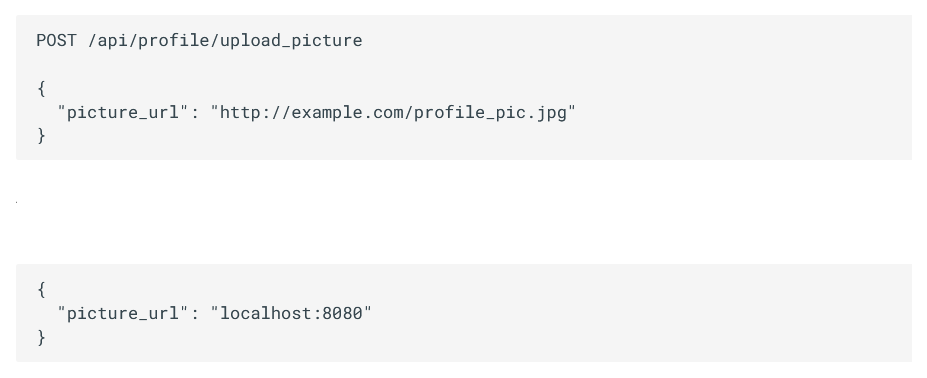 POST /api/profile/upload_picture
{
"picture_url": "http://example.com/profile_pic.jpg"
}
.
{
"picture_url": "localhost:8080"
}